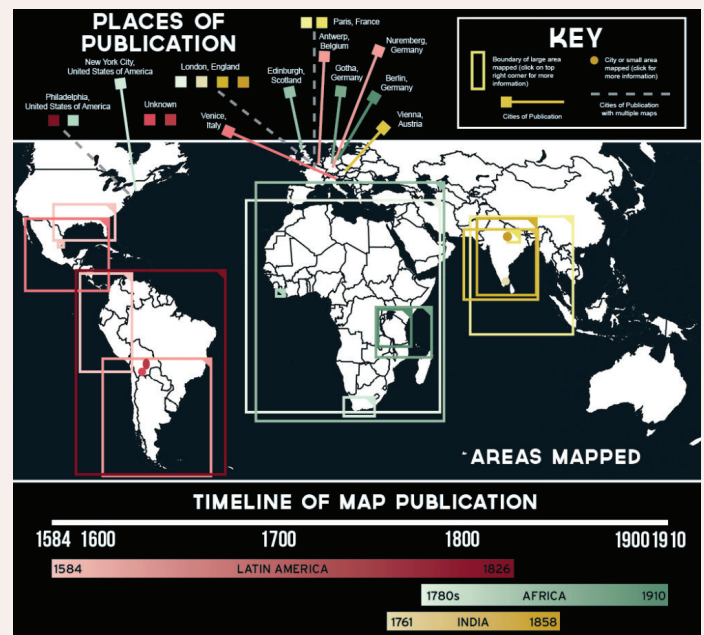 PLACES OF
PUBLICATION
New York City,
United States of America
Philadelphia,
United States of America
Unknown
London, England
Venice,
Italy
Edinburgh,
Scotland
Paris, France
Antwerp,
Belgium
Gotha,
Germany
Nuremberg,
Germany
Berlin,
Germany
Vienna,
Austria
KEY
Boundary of large area
mapped (click on top
right corner for more
information)
City or small area
mapped (click for
more information)
Cities of Publication
Cities of Publication
with multiple maps
AREAS MAPPED
TIMELINE OF MAP PUBLICATION
1584 1600 1700 1800 1900 1910
1584 LATIN AMERICA 1826
1780s AFRICA 1910
1761 INDIA 1858